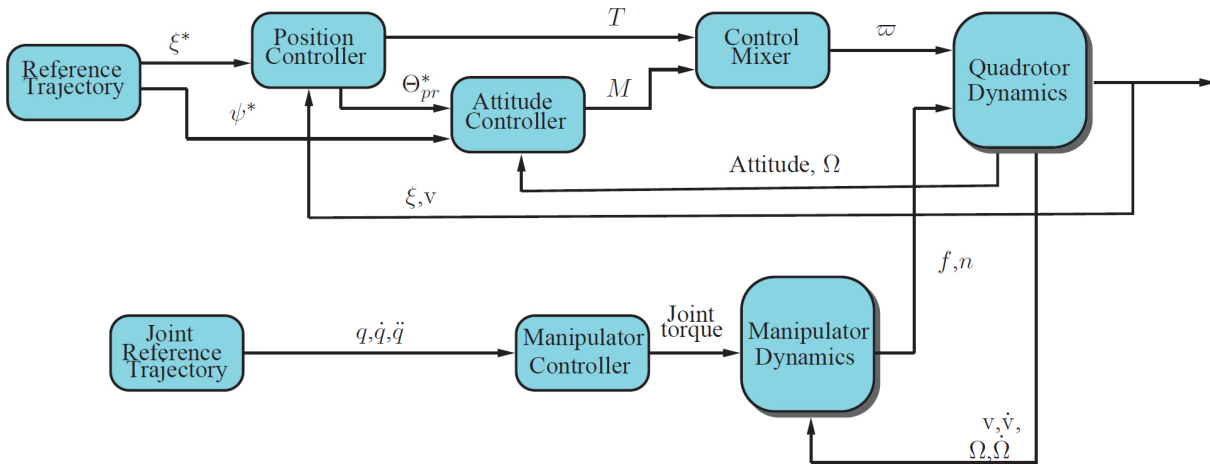 Reference
Trajectory
ξ*
ψ*
Position
Controller
T
Θ*pr
Attitude
Controller
M
Control
Mixer
ϖ
Quadrotor
Dynamics
Attitude, Ω
ξ,v
f,n
Joint
Reference
Trajectory
q,q̇,q̈
Manipulator
Controller
Joint
torque
Manipulator
Dynamics
v,v̇,
Ω,Ω̇